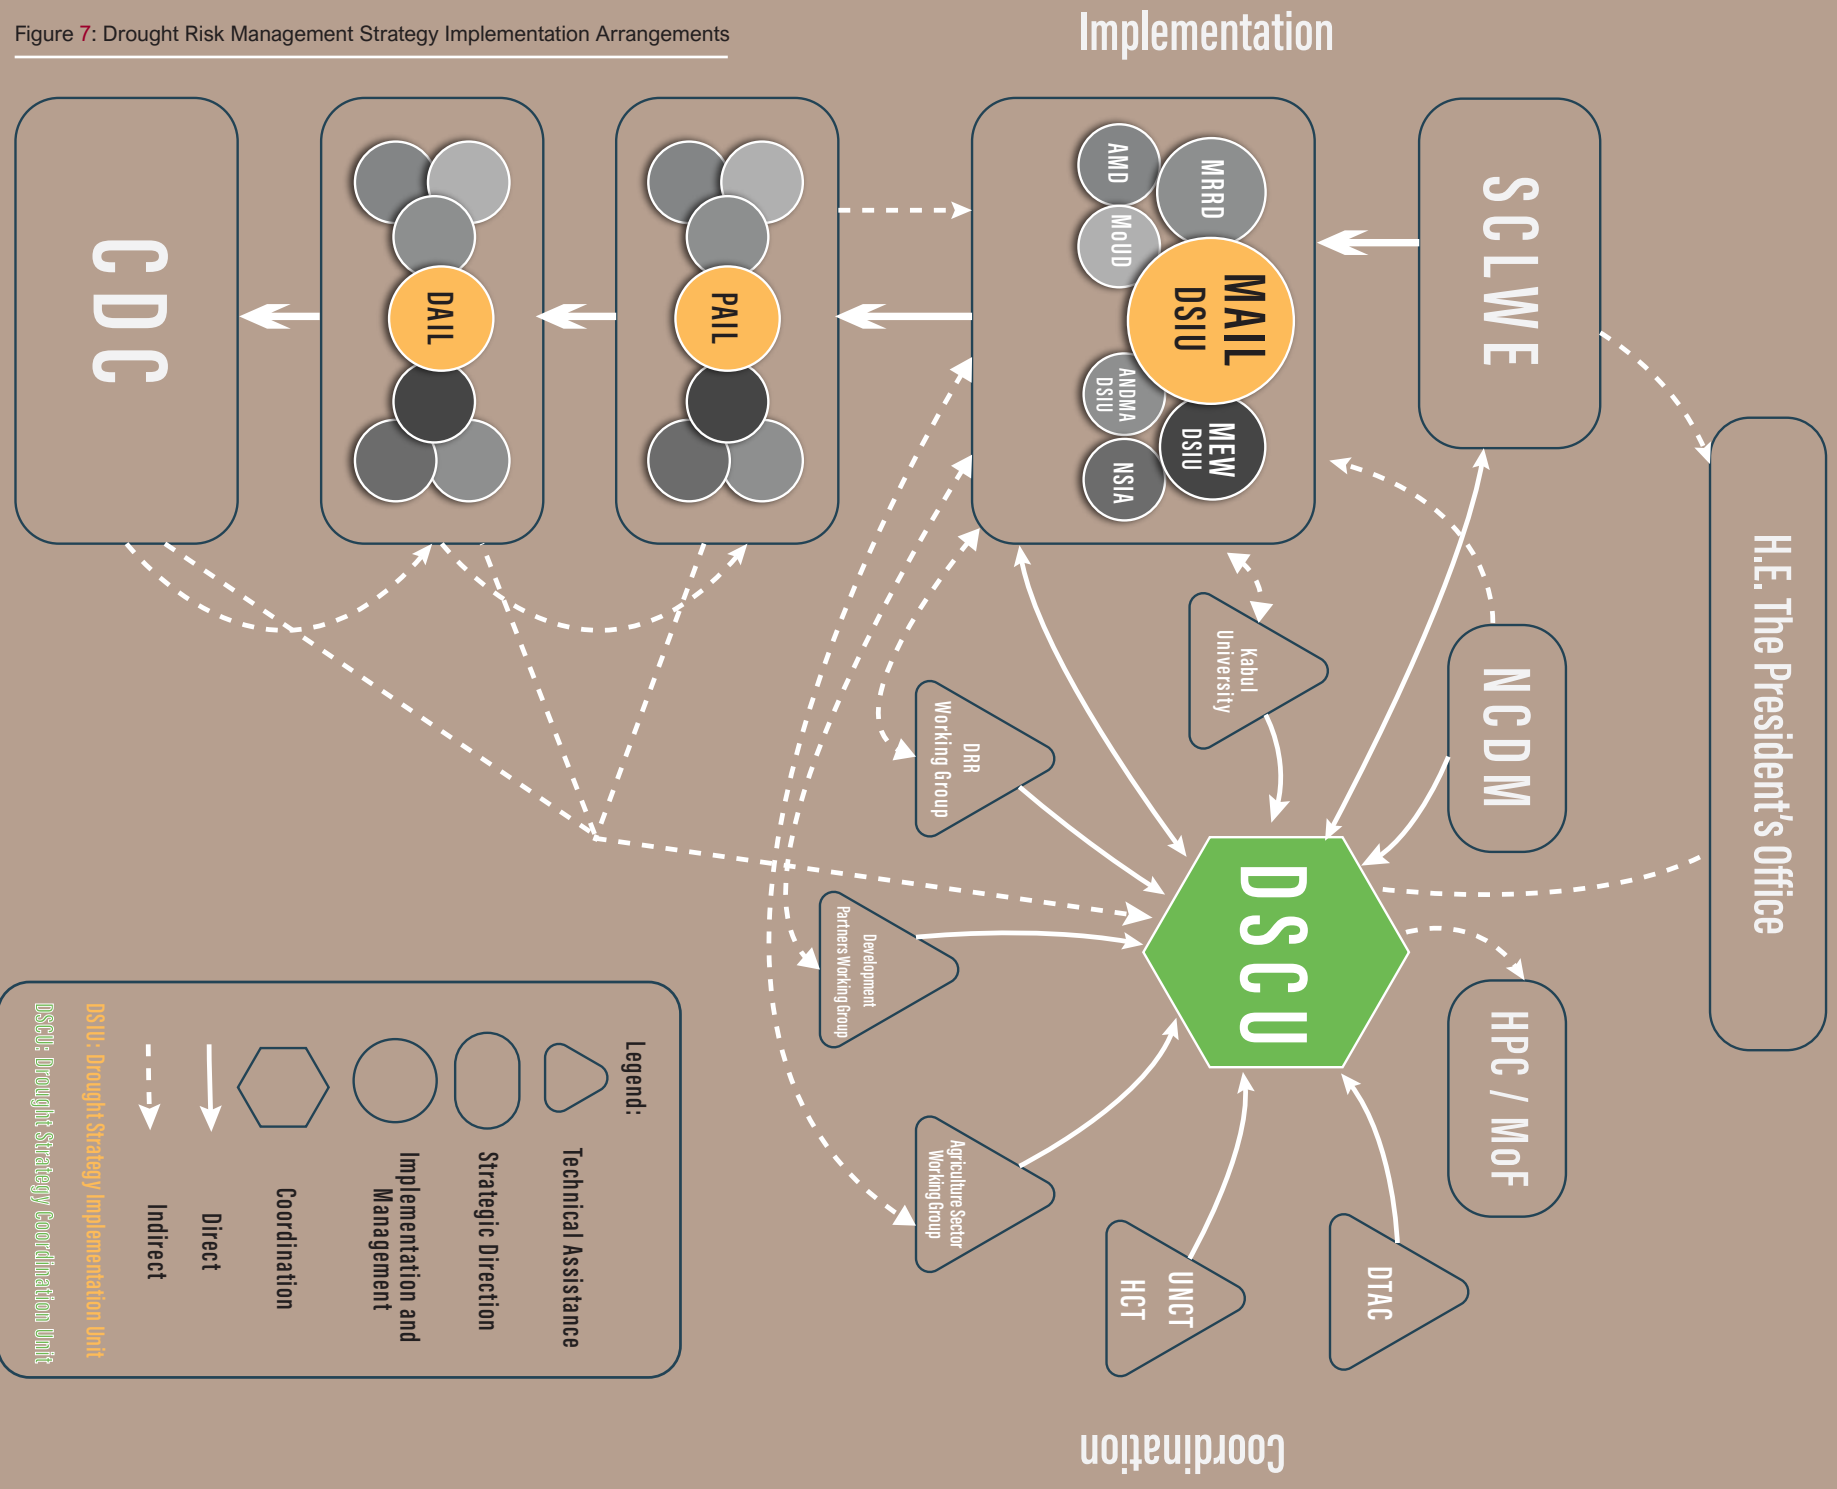 Figure 7: Drought Risk Management Strategy Implementation Arrangements
Implementation
Coordination
H.E. The President's Office
SCLWE
NCDM
HPC / MoF
MRRD
MAIL
DSIU
MEW
DSIU
AMD
MoUD
ANDMA
DSIU
NSIA
Kabul
University
DSCU
DTAC
UNCT
HCT
DRR
Working Group
Development
Partners Working Group
Agriculture Sector
Working Group
PAIL
DAIL
CDC
Legend:
Technical Assistance
Strategic Direction
Implementation and
Management
Coordination
Direct
Indirect
DSIU: Drought Strategy Implementation Unit
DSCU: Drought Strategy Coordination Unit